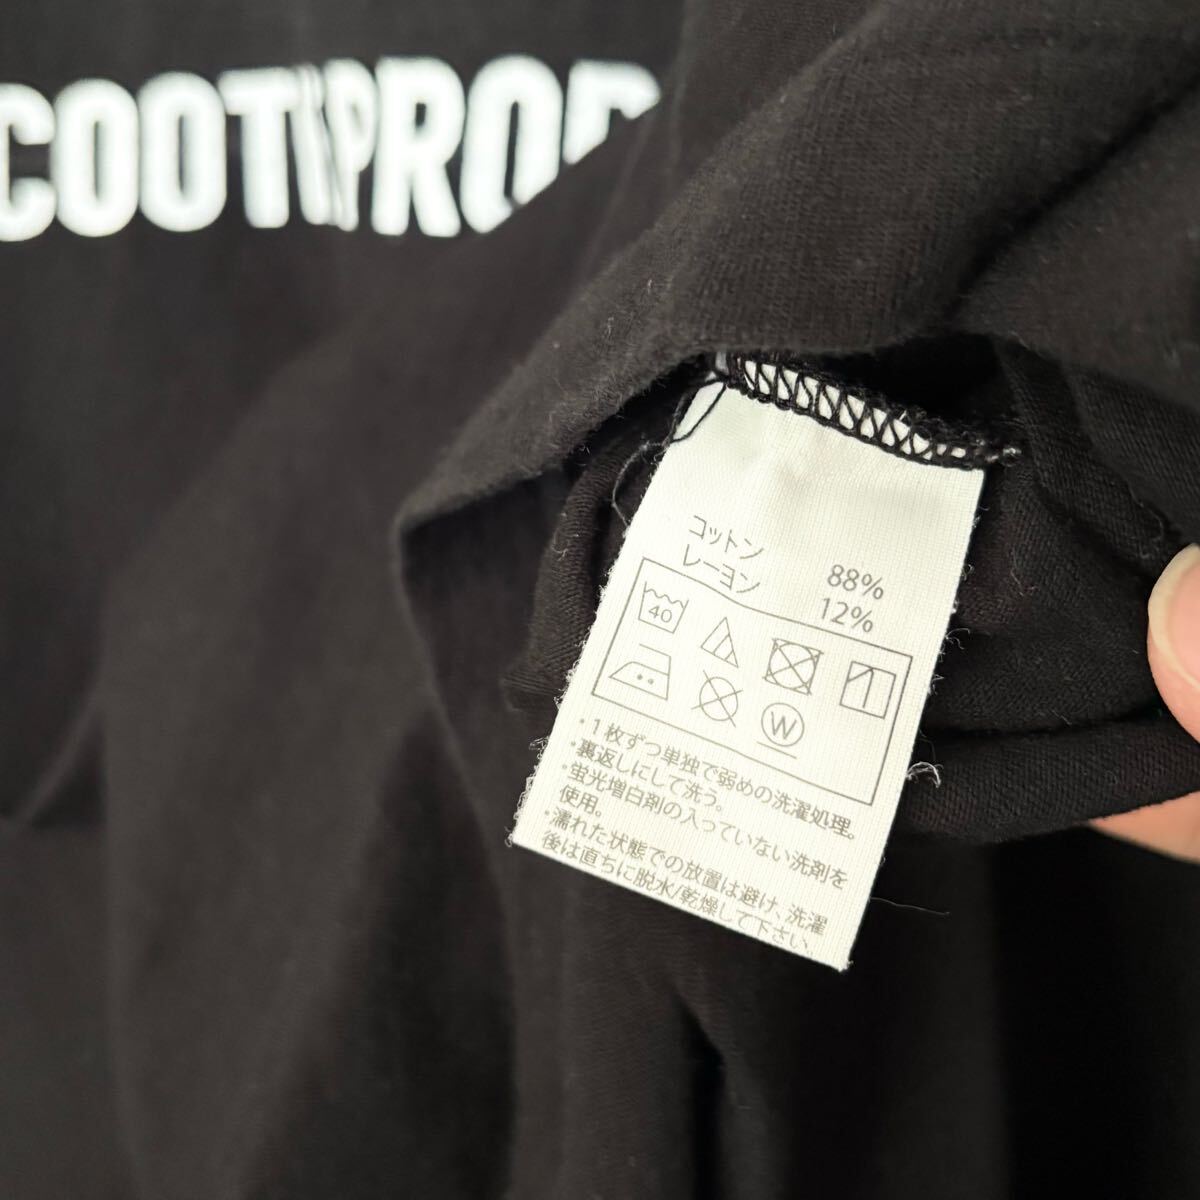 COOTPROD
コットン 88%
レーヨン 12%
40
W
・1枚ずつ単独で弱めの洗濯処理。
・裏返しにして洗う。
・蛍光増白剤の入っていない洗剤を
使用。
・濡れた状態での放置は避け、洗濯
後は直ちに脱水/乾燥して下さい。